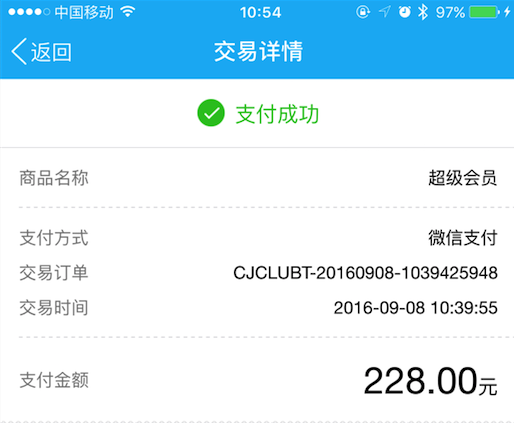 中国移动 10:54 97%
返回 交易详情
支付成功
商品名称 超级会员
支付方式 微信支付
交易订单 CJCLUBT-20160908-1039425948
交易时间 2016-09-08 10:39:55
支付金额 228.00元